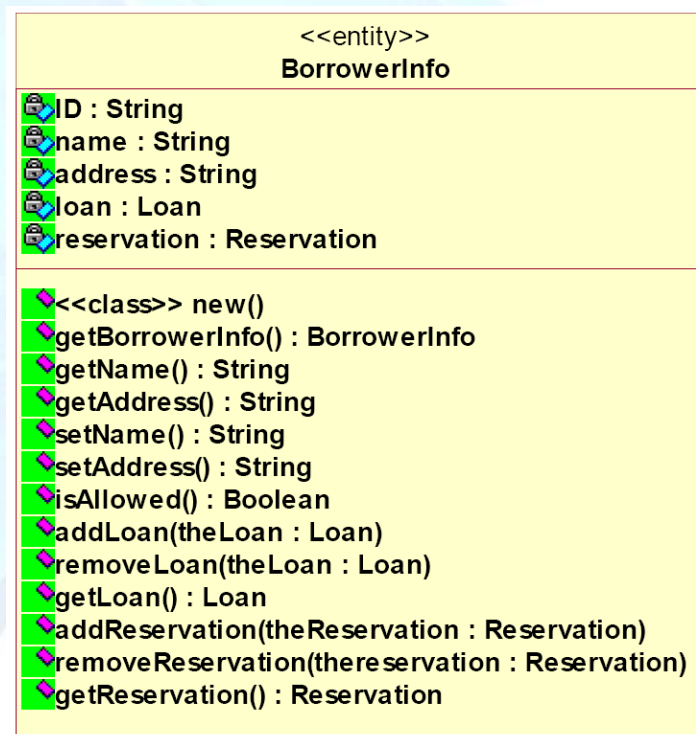 <<entity>>
BorrowerInfo
ID : String
name : String
address : String
loan : Loan
reservation : Reservation
<<class>> new()
getBorrowerInfo() : BorrowerInfo
getName() : String
getAddress() : String
setName() : String
setAddress() : String
isAllowed() : Boolean
addLoan(theLoan : Loan)
removeLoan(theLoan : Loan)
getLoan() : Loan
addReservation(theReservation : Reservation)
removeReservation(thereservation : Reservation)
getReservation() : Reservation